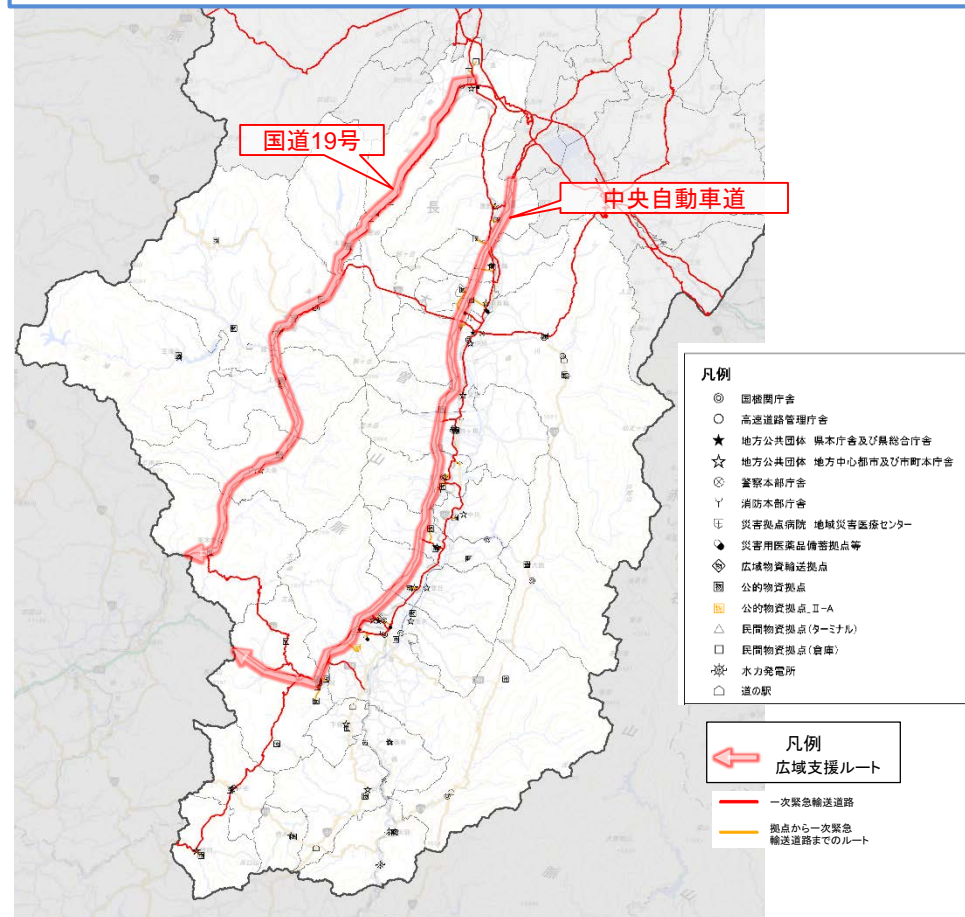 国道19号
中央自動車道
長
凡例
国機関庁舎
高速道路管理庁舎
地方公共団体 県本庁舎及び県総合庁舎
地方公共団体 地方中心都市及び市町本庁舎
警察本部庁舎
消防本部庁舎
災害拠点病院 地域災害医療センター
災害用医薬品備蓄拠点等
広域物資輸送拠点
公的物資拠点
公的物資拠点_Ⅱ-A
民間物資拠点(ターミナル)
民間物資拠点(倉庫)
水力発電所
道の駅
凡例
広域支援ルート
一次緊急輸送道路
拠点から一次緊急
輸送道路までのルート